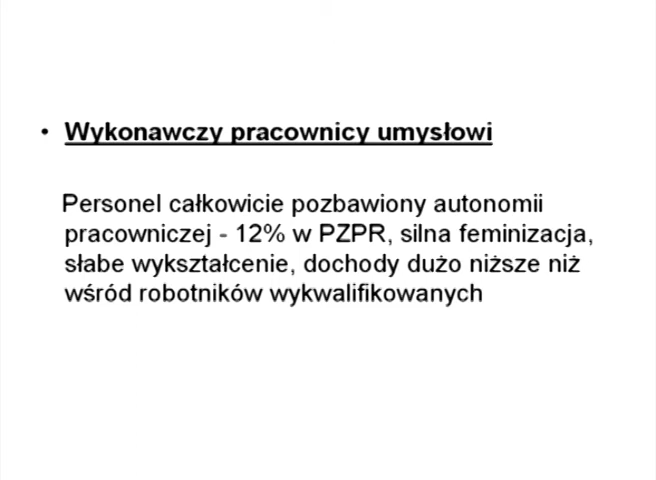 • Wykonawczy pracownicy umysłowi
Personel całkowicie pozbawiony autonomii
pracowniczej - 12% w PZPR, silna feminizacja,
słabe wykształcenie, dochody dużo niższe niż
wśród robotników wykwalifikowanych